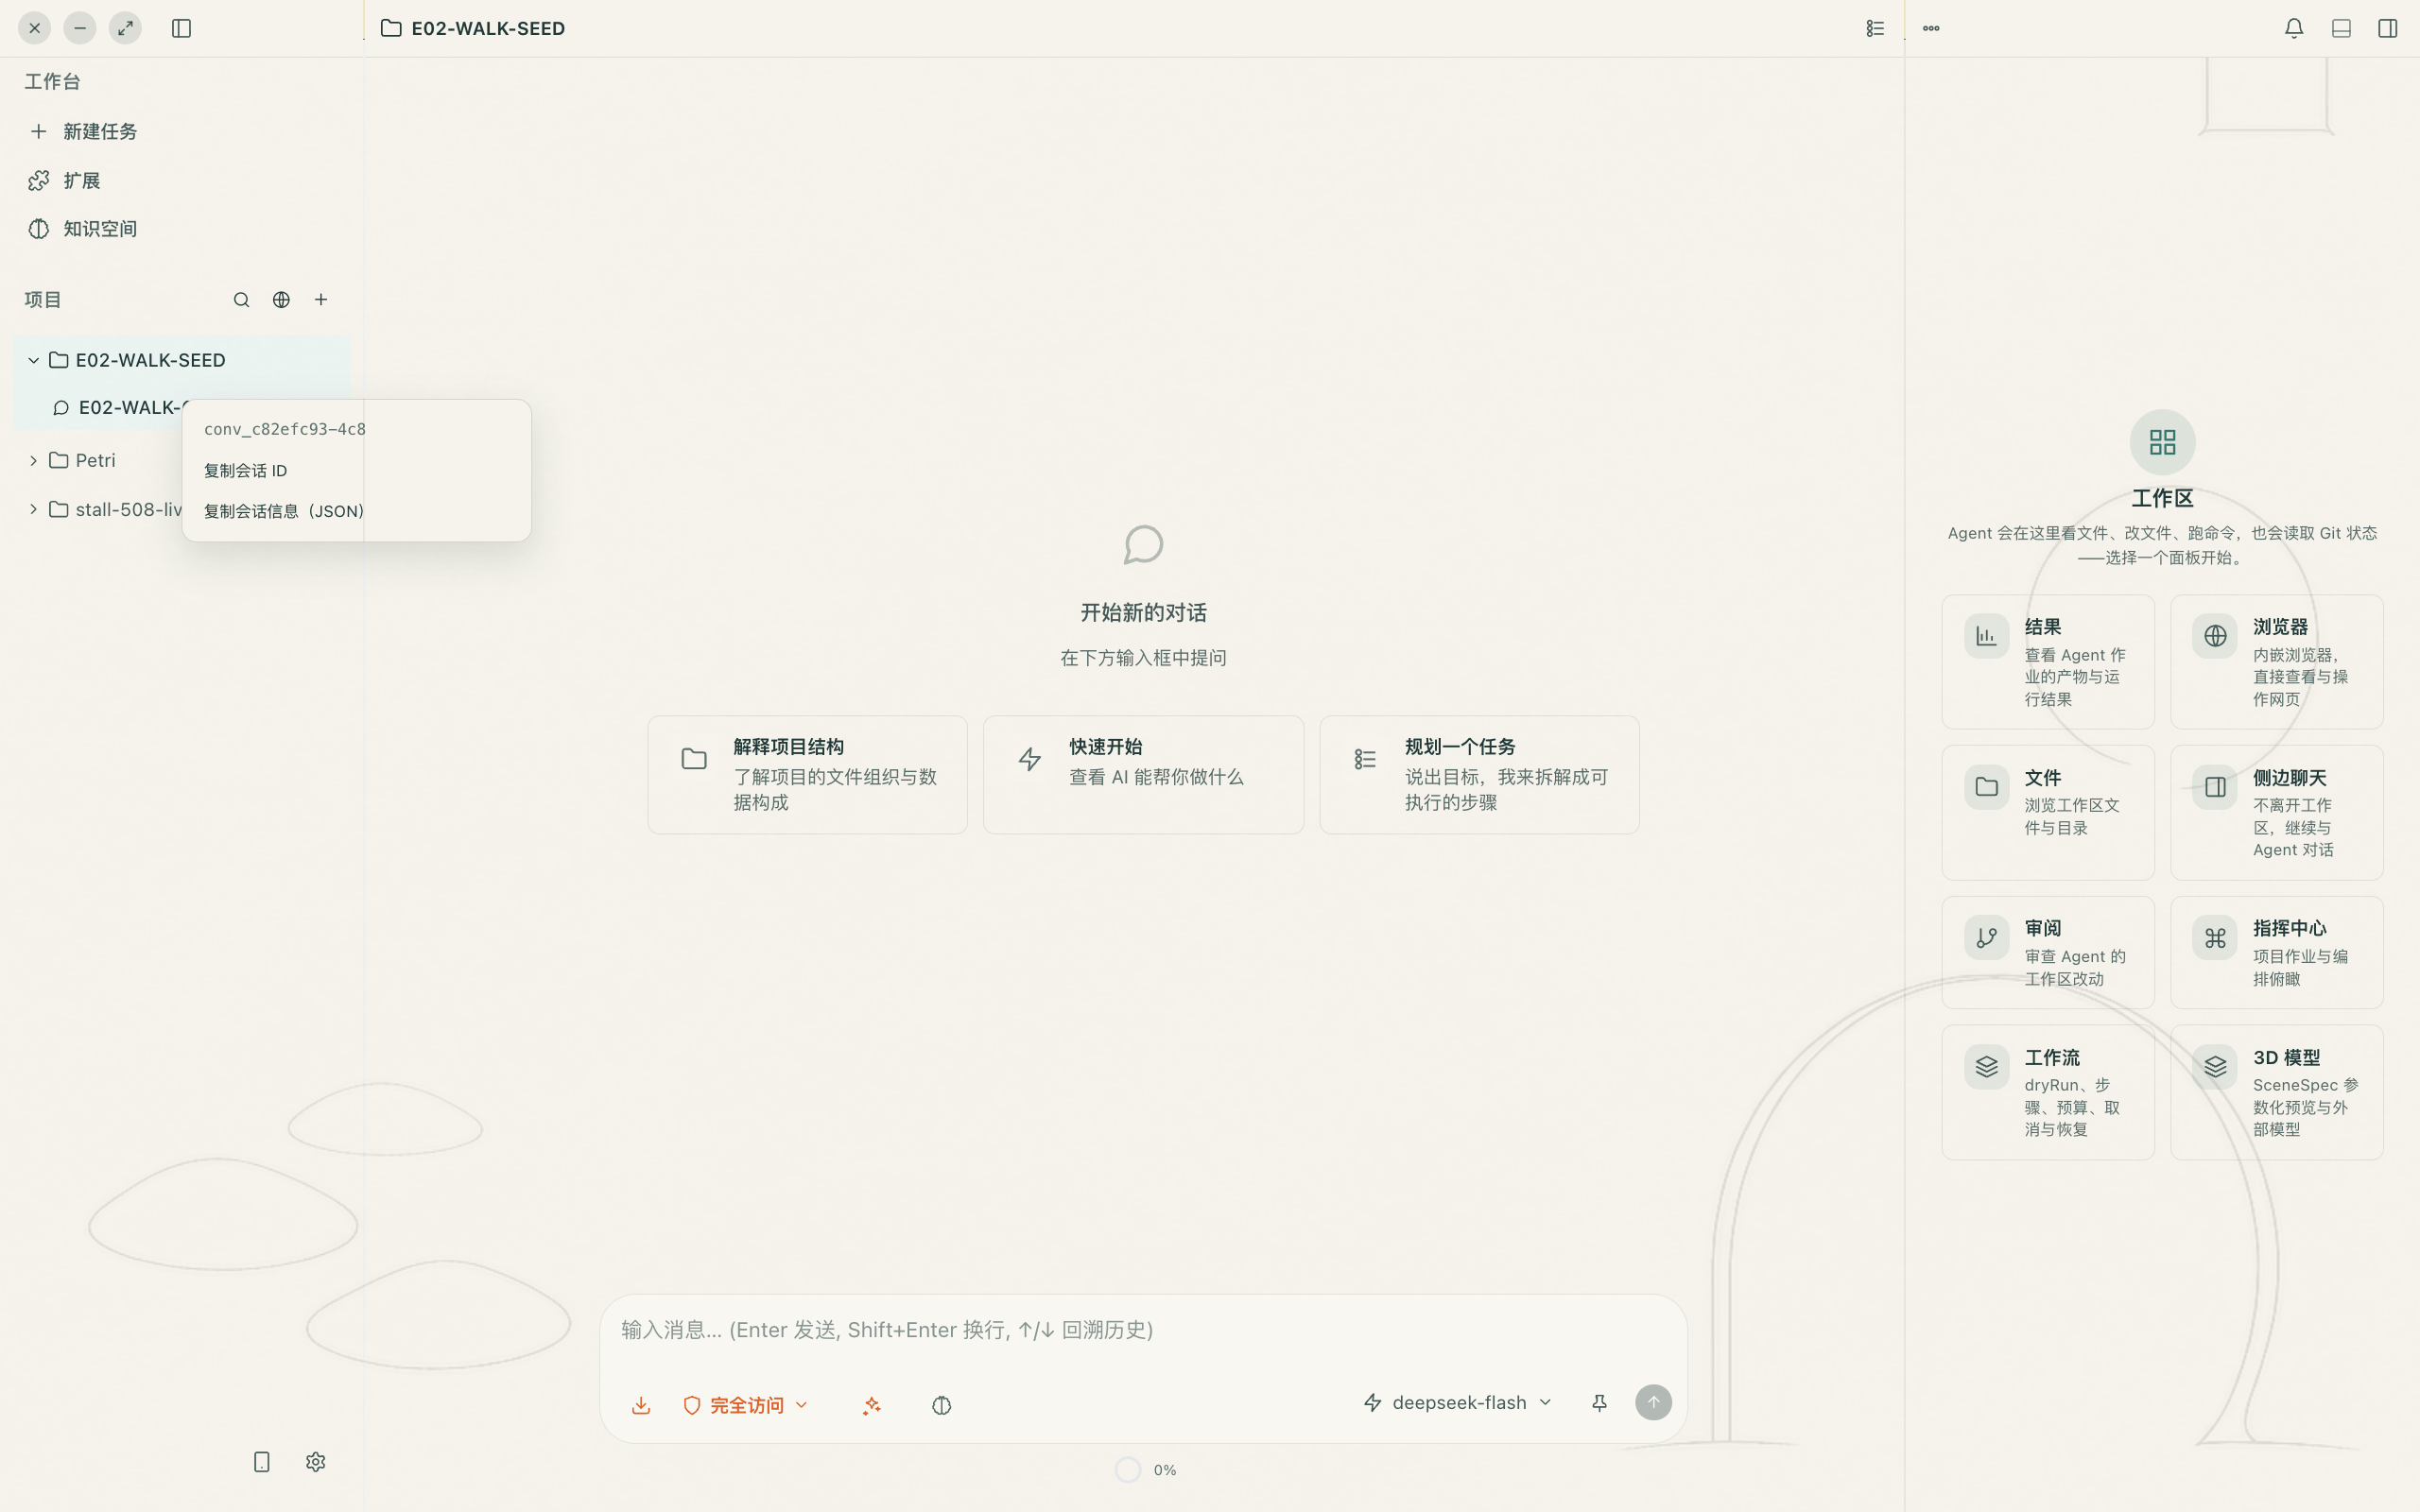 E02-WALK-SEED
工作台
新建任务
扩展
知识空间
项目
E02-WALK-SEED
E02-WALK-
Petri
stall-508-liv
conv_c82efc93-4c8
复制会话 ID
复制会话信息（JSON）
开始新的对话
在下方输入框中提问
解释项目结构
了解项目的文件组织与数
据构成
快速开始
查看 AI 能帮你做什么
规划一个任务
说出目标，我来拆解成可
执行的步骤
输入消息... (Enter 发送, Shift+Enter 换行, ↑/↓ 回溯历史)
完全访问
deepseek-flash
0%
工作区
Agent 会在这里看文件、改文件、跑命令，也会读取 Git 状态
——选择一个面板开始。
结果
查看 Agent 作
业的产物与运
行结果
浏览器
内嵌浏览器，
直接查看与操
作网页
文件
浏览工作区文
件与目录
侧边聊天
不离开工作
区，继续与
Agent 对话
审阅
审查 Agent 的
工作区改动
指挥中心
项目作业与编
排俯瞰
工作流
dryRun、步
骤、预算、取
消与恢复
3D 模型
SceneSpec 参
数化预览与外
部模型